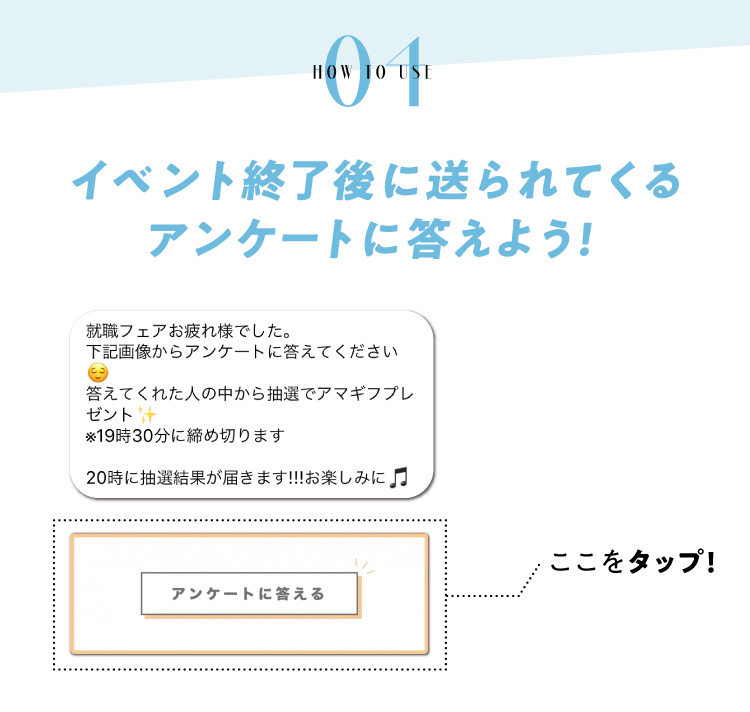 04
HOW TO USE
イベント終了後に送られてくる
アンケートに答えよう!
就職フェアお疲れ様でした。
下記画像からアンケートに答えてください
😌
答えてくれた人の中から抽選でアマギフプレ
ゼント✨
※19時30分に締め切ります
20時に抽選結果が届きます!!!お楽しみに🎵
アンケートに答える
ここをタップ!